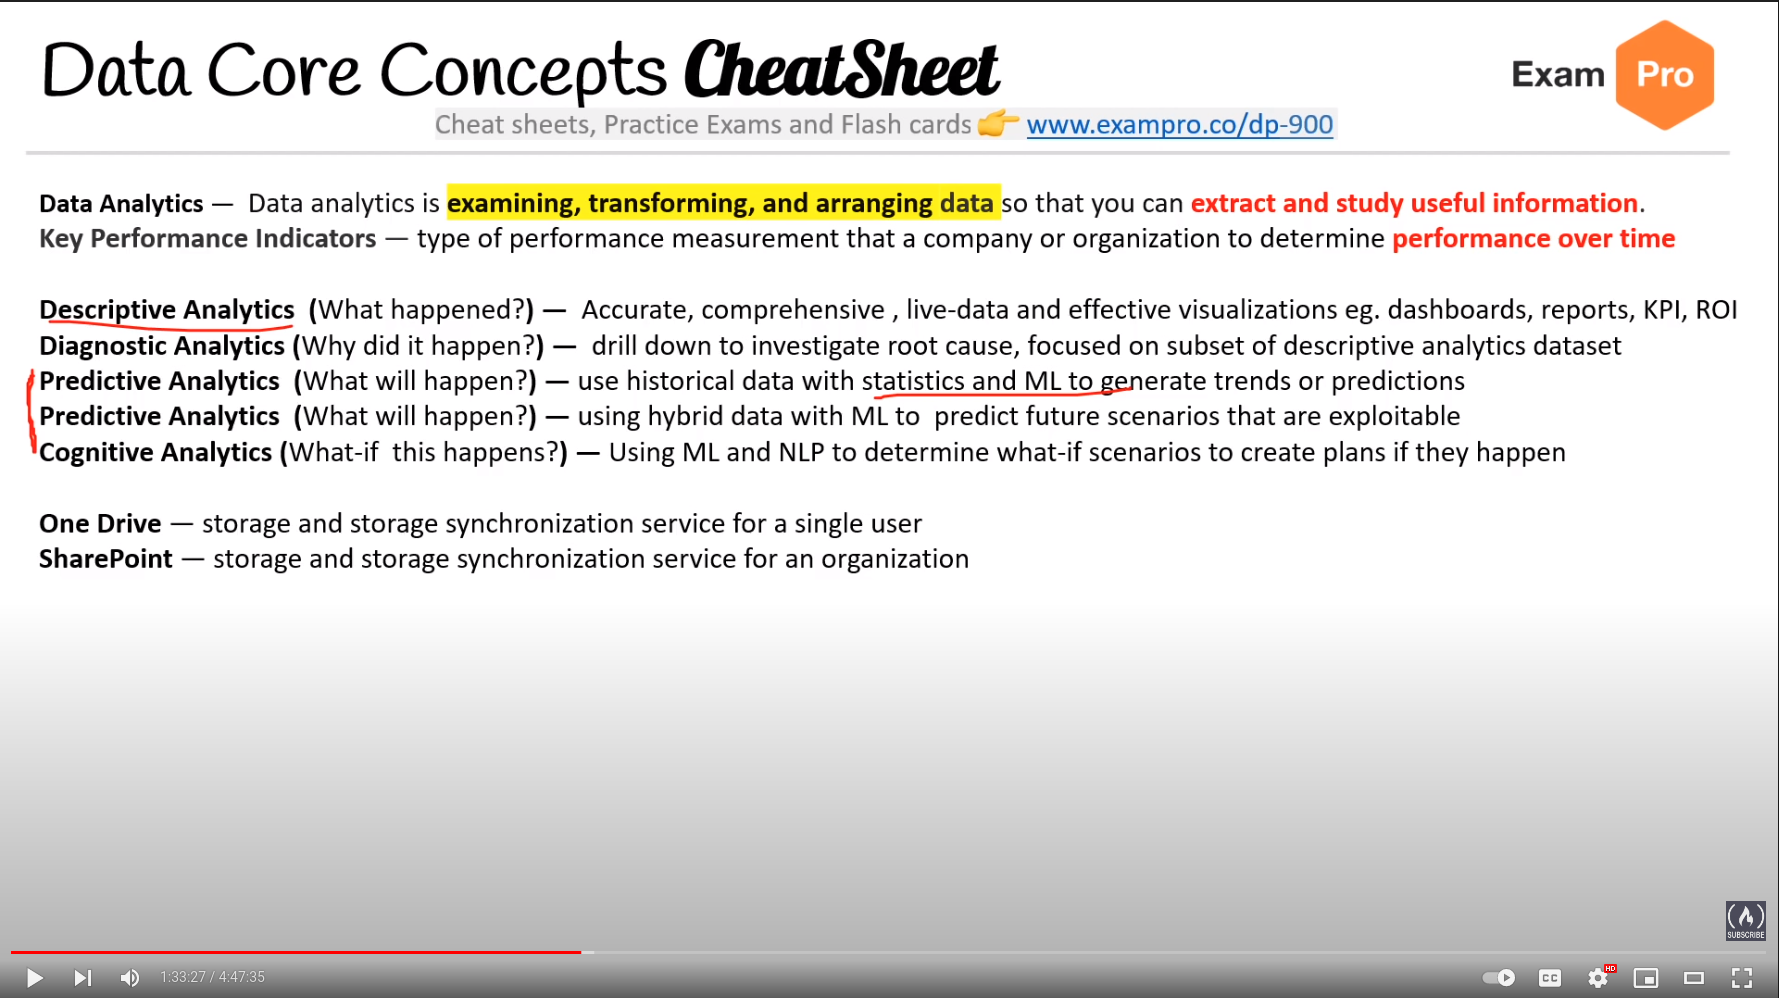 Data Core Concepts CheatSheet
Exam Pro
Cheat sheets, Practice Exams and Flash cards 👉 www.exampro.co/dp-900
Data Analytics — Data analytics is examining, transforming, and arranging data so that you can extract and study useful information.
Key Performance Indicators — type of performance measurement that a company or organization to determine performance over time
Descriptive Analytics (What happened?) — Accurate, comprehensive , live-data and effective visualizations eg. dashboards, reports, KPI, ROI
Diagnostic Analytics (Why did it happen?) — drill down to investigate root cause, focused on subset of descriptive analytics dataset
Predictive Analytics (What will happen?) — use historical data with statistics and ML to generate trends or predictions
Predictive Analytics (What will happen?) — using hybrid data with ML to predict future scenarios that are exploitable
Cognitive Analytics (What-if this happens?) — Using ML and NLP to determine what-if scenarios to create plans if they happen
One Drive — storage and storage synchronization service for a single user
SharePoint — storage and storage synchronization service for an organization
SUBSCRIBE
1:33:27 / 4:47:35
CC
HD